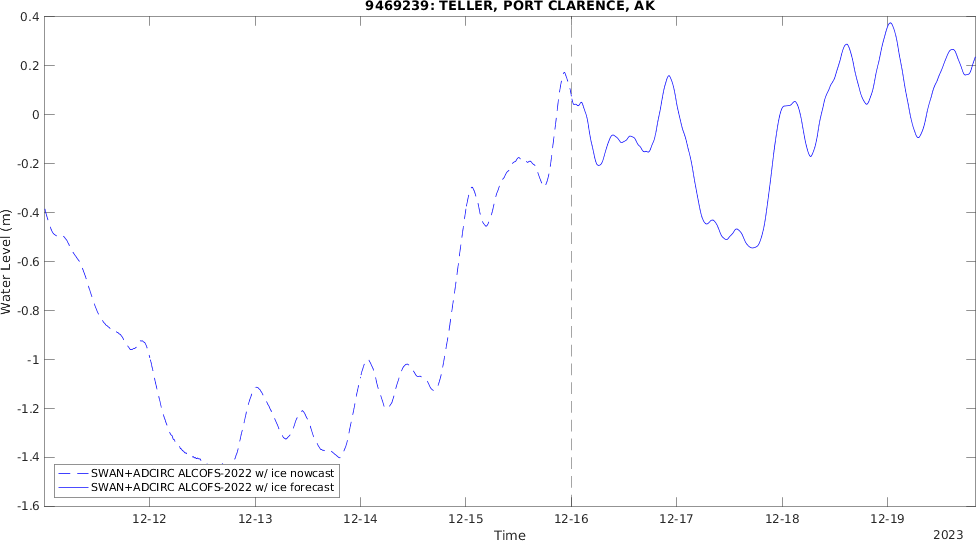 9469239: TELLER, PORT CLARENCE, AK
0.4
0.2
0
-0.2
-0.4
-0.6
-0.8
-1
-1.2
-1.4
-1.6
Water Level (m)
SWAN+ADCIRC ALCOFS-2022 w/ ice nowcast
SWAN+ADCIRC ALCOFS-2022 w/ ice forecast
12-12 12-13 12-14 12-15 12-16 12-17 12-18 12-19
Time
2023